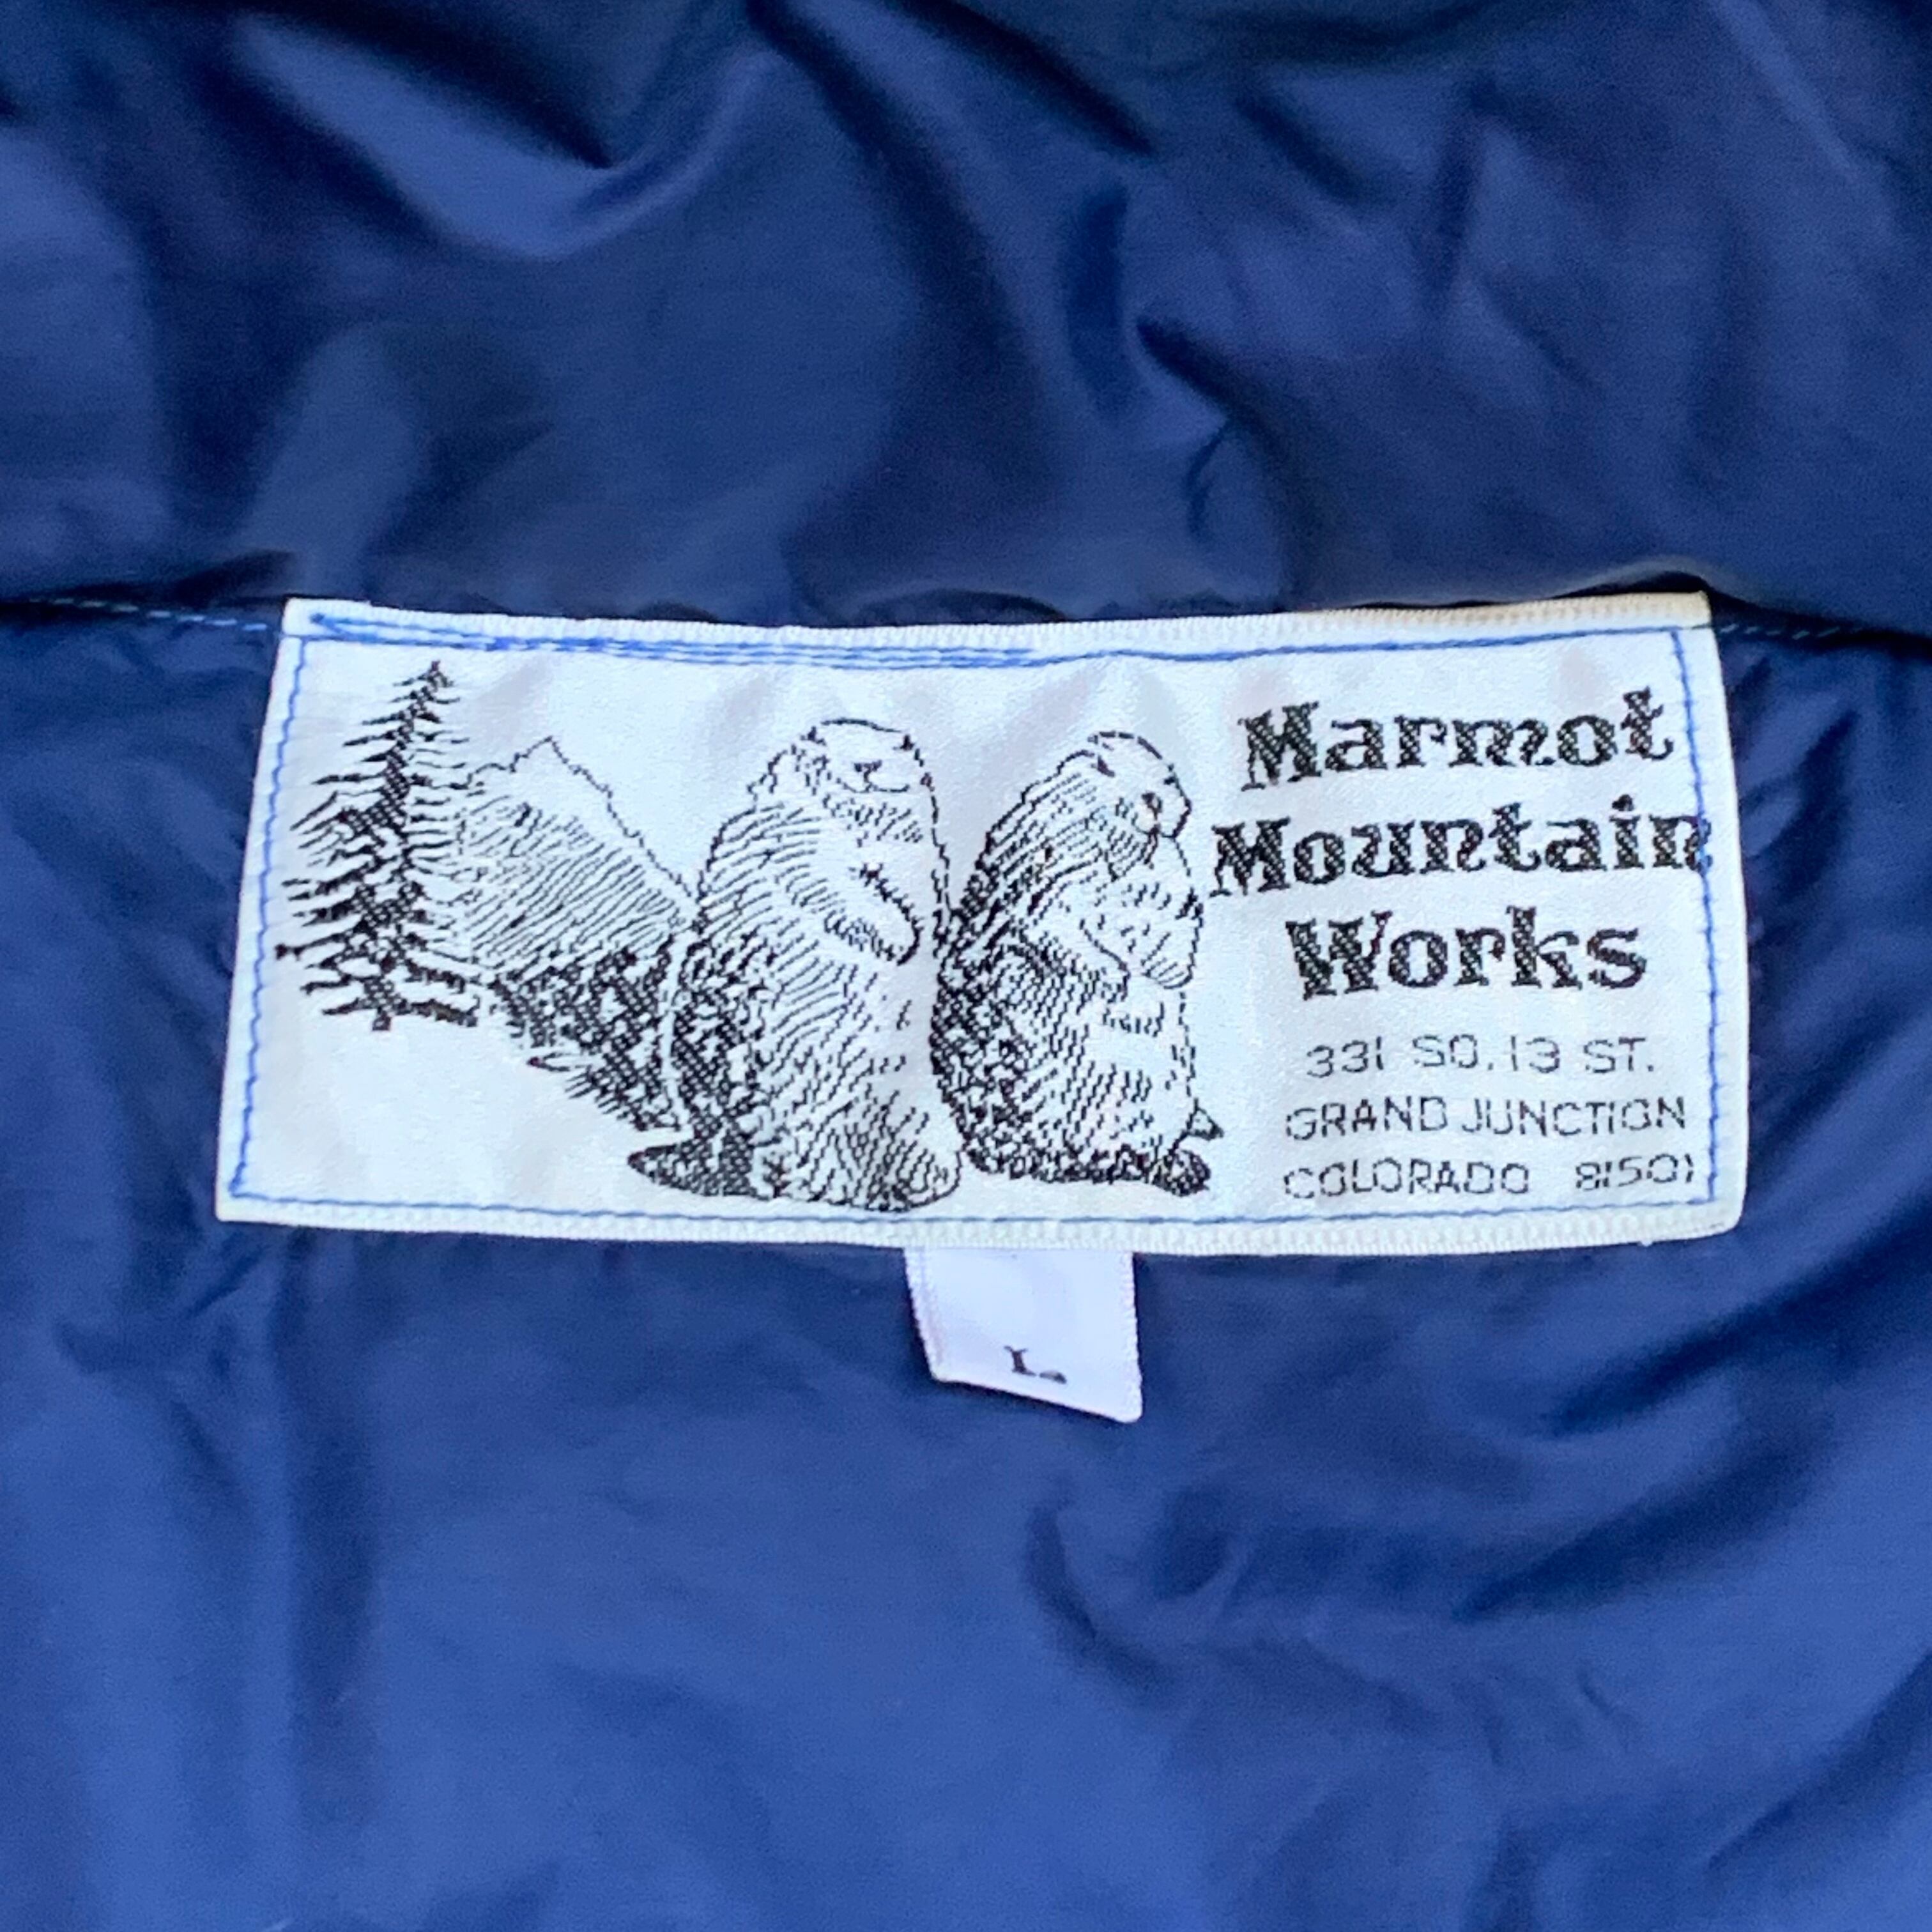 Marmot
Mountain
Works
331 SO. 13 ST.
GRAND JUNCTION
COLORADO 81501
L